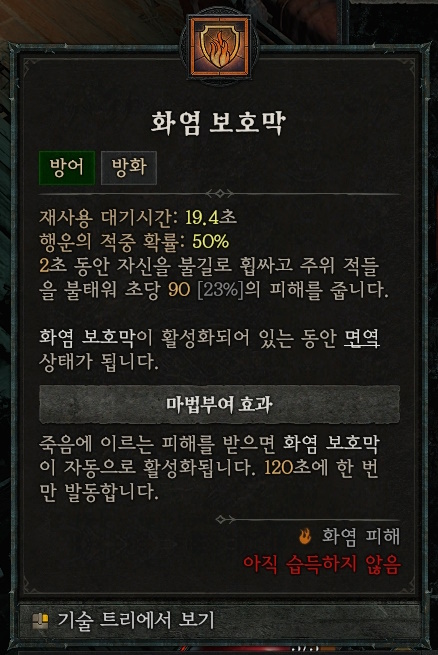 화염 보호막
방어 방화
재사용 대기시간: 19.4초
행운의 적중 확률: 50%
2초 동안 자신을 불길로 휩싸고 주위 적들
을 불태워 초당 90 [23%]의 피해를 줍니다.
화염 보호막이 활성화되어 있는 동안 면역
상태가 됩니다.
마법부여 효과
죽음에 이르는 피해를 받으면 화염 보호막
이 자동으로 활성화됩니다. 120초에 한 번
만 발동합니다.
화염 피해
아직 습득하지 않음
기술 트리에서 보기